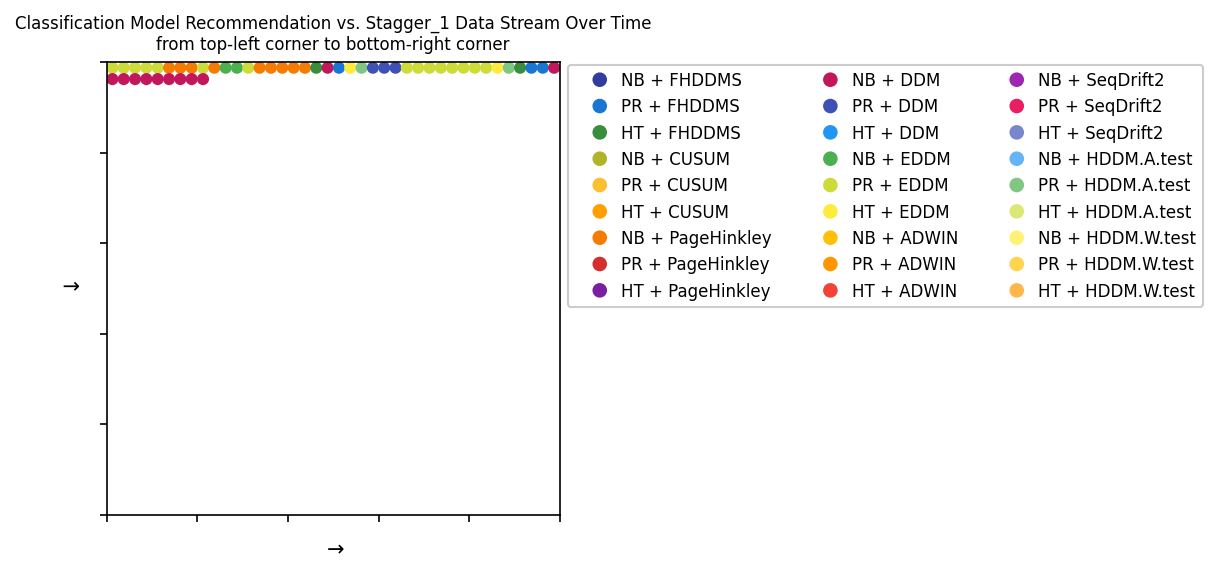 Classification Model Recommendation vs. Stagger_1 Data Stream Over Time
from top-left corner to bottom-right corner
→
→
NB + FHDDMS
PR + FHDDMS
HT + FHDDMS
NB + CUSUM
PR + CUSUM
HT + CUSUM
NB + PageHinkley
PR + PageHinkley
HT + PageHinkley
NB + DDM
PR + DDM
HT + DDM
NB + EDDM
PR + EDDM
HT + EDDM
NB + ADWIN
PR + ADWIN
HT + ADWIN
NB + SeqDrift2
PR + SeqDrift2
HT + SeqDrift2
NB + HDDM.A.test
PR + HDDM.A.test
HT + HDDM.A.test
NB + HDDM.W.test
PR + HDDM.W.test
HT + HDDM.W.test